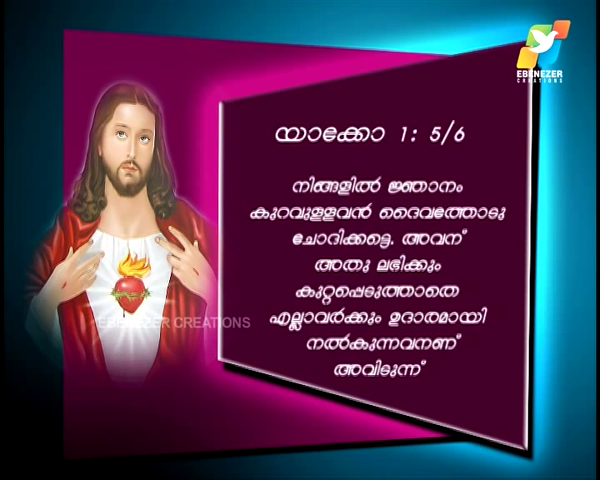 EBENEZER
CREATIONS
യാക്കോ 1: 5/6
നിങ്ങളിൽ ജ്ഞാനം
കുറവുള്ളവൻ ദൈവത്തോടു
ചോദിക്കട്ടെ, അവന്
അതു ലഭിക്കും
കുറ്റപ്പെടുത്താതെ
എല്ലാവർക്കും ഉദാരമായി
നൽകുന്നവനണ്
അവിടുന്ന്
EBENEZER CREATIONS